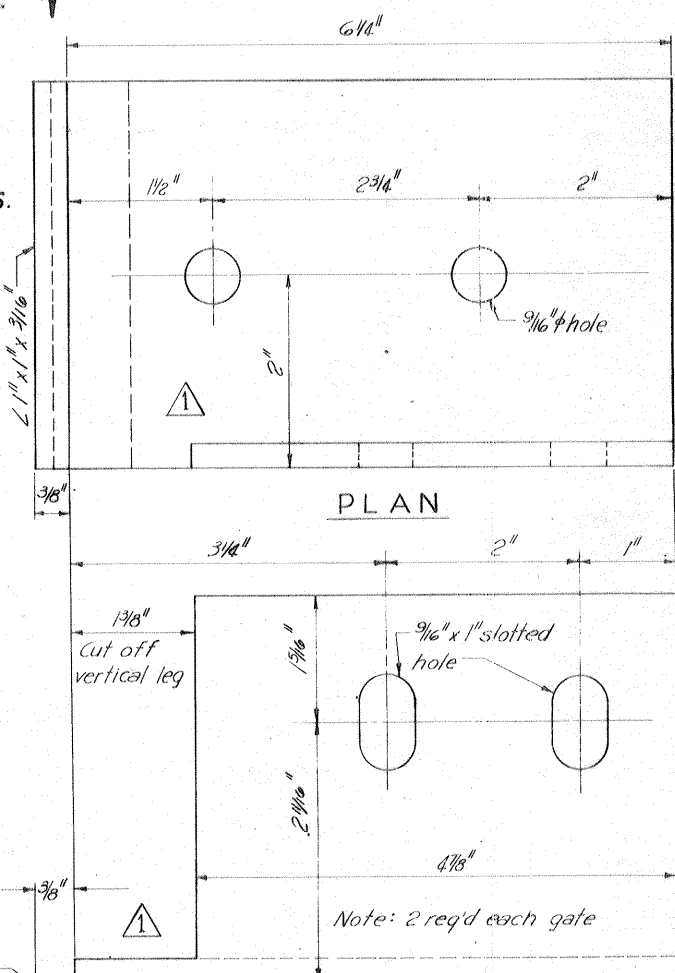 6 1/4"
1 1/2"
2 3/4"
2"
S.
∠ 1" x 1" x 3/16"
9/16" ϕ hole
2"
1
3/8"
PLAN
3 1/4"
2"
1"
1 3/8"
Cut off
vertical leg
1 5/16"
9/16" x 1" slotted
hole
2 11/16"
4 7/8"
3/8"
1
Note: 2 req'd each gate